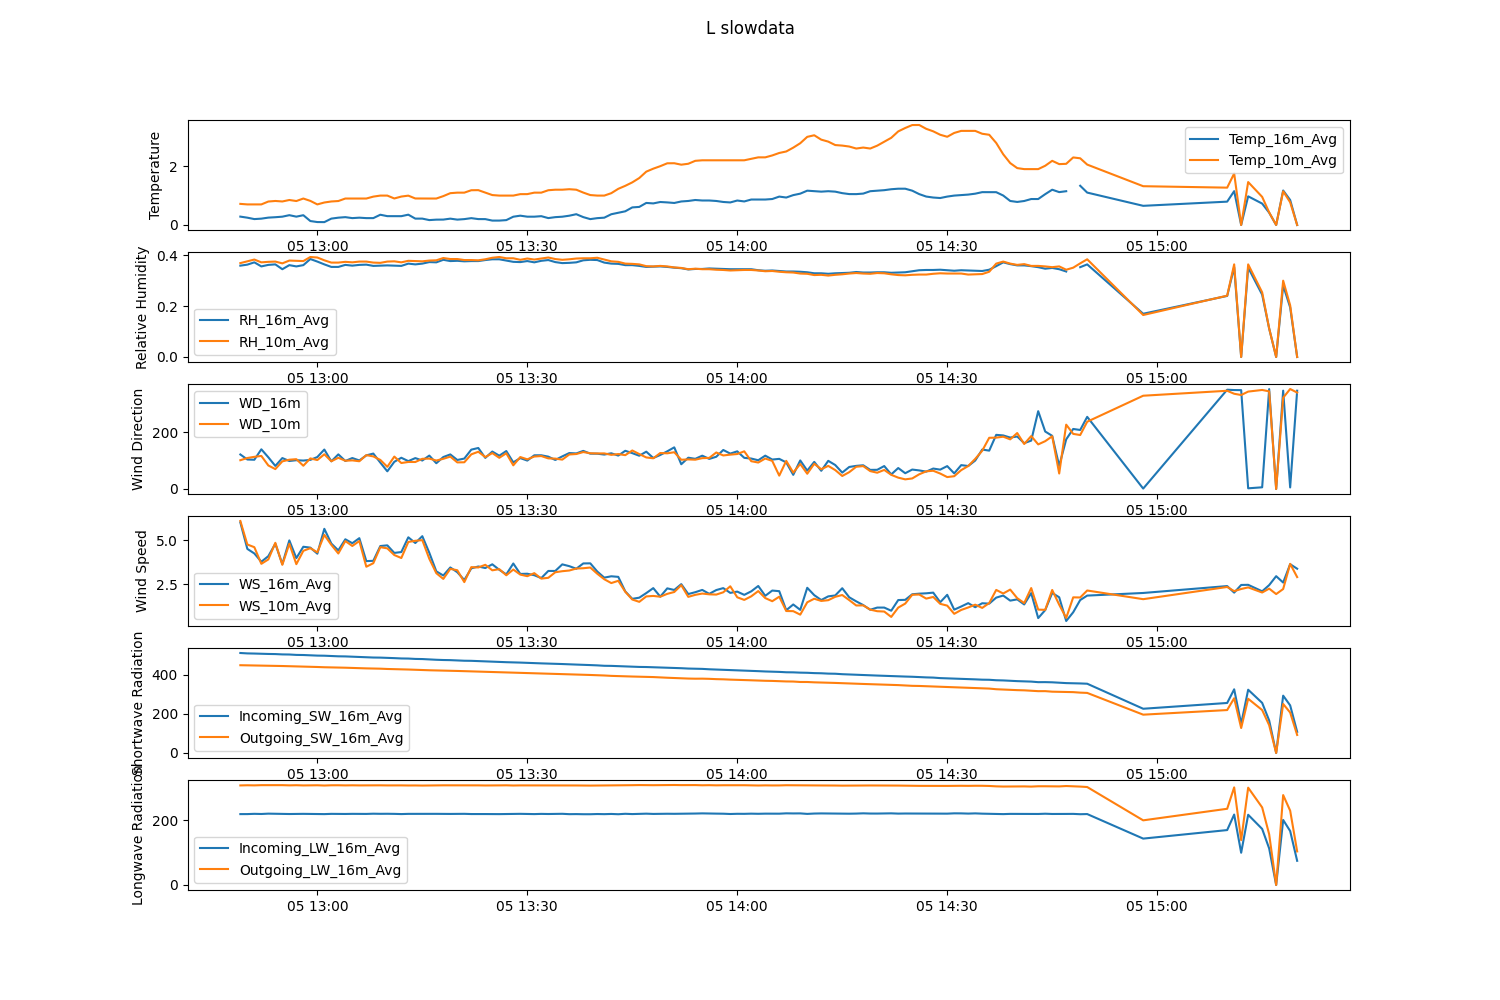 L slowdata
Temperature
2
0
Temp_16m_Avg
Temp_10m_Avg
05 13:00 05 13:30 05 14:00 05 14:30 05 15:00
Relative Humidity
0.4
0.2
0.0
RH_16m_Avg
RH_10m_Avg
05 13:00 05 13:30 05 14:00 05 14:30 05 15:00
Wind Direction
200
0
WD_16m
WD_10m
05 13:00 05 13:30 05 14:00 05 14:30 05 15:00
Wind Speed
5.0
2.5
WS_16m_Avg
WS_10m_Avg
05 13:00 05 13:30 05 14:00 05 14:30 05 15:00
Shortwave Radiation
400
200
0
Incoming_SW_16m_Avg
Outgoing_SW_16m_Avg
05 13:00 05 13:30 05 14:00 05 14:30 05 15:00
Longwave Radiation
200
0
Incoming_LW_16m_Avg
Outgoing_LW_16m_Avg
05 13:00 05 13:30 05 14:00 05 14:30 05 15:00